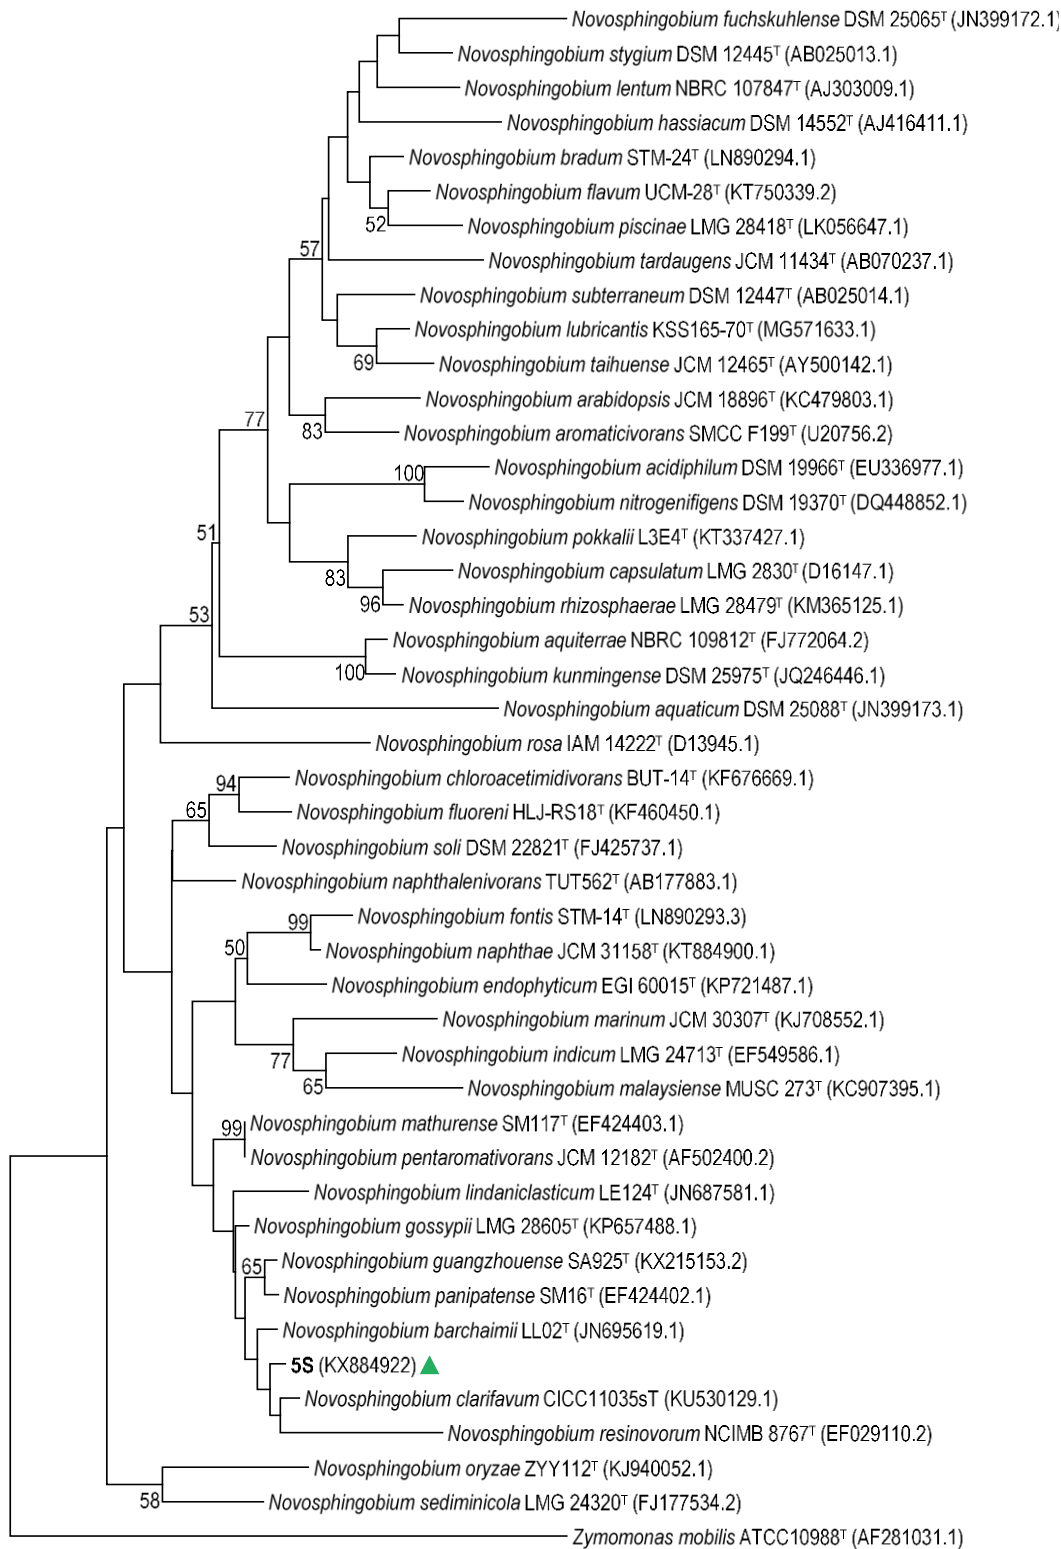 Novosphingobium fuchskuhlense DSM 25065ᵀ (JN399172.1)
Novosphingobium stygium DSM 12445ᵀ (AB025013.1)
Novosphingobium lentum NBRC 107847ᵀ (AJ303009.1)
Novosphingobium hassiacum DSM 14552ᵀ (AJ416411.1)
Novosphingobium bradum STM-24ᵀ (LN890294.1)
Novosphingobium flavum UCM-28ᵀ (KT750339.2)
52 Novosphingobium piscinae LMG 28418ᵀ (LK056647.1)
57
Novosphingobium tardaugens JCM 11434ᵀ (AB070237.1)
Novosphingobium subterraneum DSM 12447ᵀ (AB025014.1)
Novosphingobium lubricantis KSS165-70ᵀ (MG571633.1)
69 Novosphingobium taihuense JCM 12465ᵀ (AY500142.1)
Novosphingobium arabidopsis JCM 18896ᵀ (KC479803.1)
77
83 Novosphingobium aromaticivorans SMCC F199ᵀ (U20756.2)
100 Novosphingobium acidiphilum DSM 19966ᵀ (EU336977.1)
Novosphingobium nitrogenifigens DSM 19370ᵀ (DQ448852.1)
51 Novosphingobium pokkalii L3E4ᵀ (KT337427.1)
83 Novosphingobium capsulatum LMG 2830ᵀ (D16147.1)
96 Novosphingobium rhizosphaerae LMG 28479ᵀ (KM365125.1)
53
Novosphingobium aquiterrae NBRC 109812ᵀ (FJ772064.2)
100 Novosphingobium kunmingense DSM 25975ᵀ (JQ246446.1)
Novosphingobium aquaticum DSM 25088ᵀ (JN399173.1)
Novosphingobium rosa IAM 14222ᵀ (D13945.1)
94 Novosphingobium chloroacetimidivorans BUT-14ᵀ (KF676669.1)
65 Novosphingobium fluoreni HLJ-RS18ᵀ (KF460450.1)
Novosphingobium soli DSM 22821ᵀ (FJ425737.1)
Novosphingobium naphthalenivorans TUT562ᵀ (AB177883.1)
99 Novosphingobium fontis STM-14ᵀ (LN890293.3)
50 Novosphingobium naphthae JCM 31158ᵀ (KT884900.1)
Novosphingobium endophyticum EGI 60015ᵀ (KP721487.1)
Novosphingobium marinum JCM 30307ᵀ (KJ708552.1)
77 Novosphingobium indicum LMG 24713ᵀ (EF549586.1)
65 Novosphingobium malaysiense MUSC 273ᵀ (KC907395.1)
99 Novosphingobium mathurense SM117ᵀ (EF424403.1)
Novosphingobium pentaromativorans JCM 12182ᵀ (AF502400.2)
Novosphingobium lindaniclasticum LE124ᵀ (JN687581.1)
Novosphingobium gossypii LMG 28605ᵀ (KP657488.1)
65 Novosphingobium guangzhouense SA925ᵀ (KX215153.2)
Novosphingobium panipatense SM16ᵀ (EF424402.1)
Novosphingobium barchaimii LL02ᵀ (JN695619.1)
5S (KX884922)
Novosphingobium clarifavum CICC11035sT (KU530129.1)
Novosphingobium resinovorum NCIMB 8767ᵀ (EF029110.2)
Novosphingobium oryzae ZYY112ᵀ (KJ940052.1)
58 Novosphingobium sediminicola LMG 24320ᵀ (FJ177534.2)
Zymomonas mobilis ATCC10988ᵀ (AF281031.1)